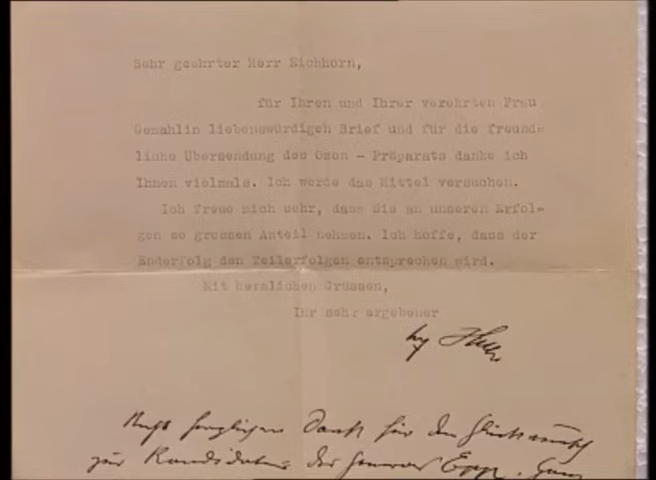 Sehr geehrter Herr Eichhorn,
für Ihren und Ihrer verehrten Frau
Gemahlin liebenswürdigen Brief und für die freund-
liche Übersendung des Ozon - Präparats danke ich
Ihnen vielmals. Ich werde das Mittel versuchen.
Ich freue mich sehr, dass Sie an unseren Erfol-
gen so grossen Anteil nehmen. Ich hoffe, dass der
Enderfolg den Teilerfolgen entsprechen wird.
Mit herzlichen Grüssen,
Ihr sehr ergebener
Dank für den Glückwunsch
zur Kandidatur des General Epp.